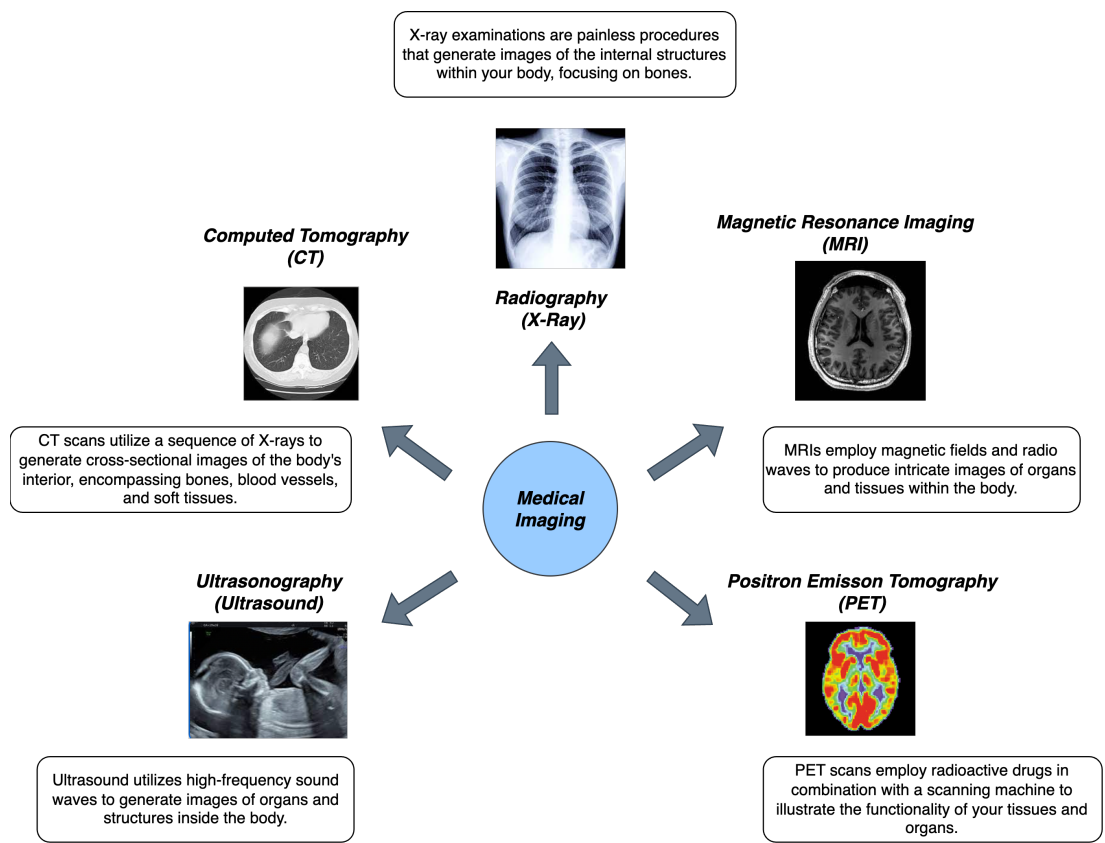 X-ray examinations are painless procedures
that generate images of the internal structures
within your body, focusing on bones.
Radiography
(X-Ray)
Computed Tomography
(CT)
CT scans utilize a sequence of X-rays to
generate cross-sectional images of the body's
interior, encompassing bones, blood vessels,
and soft tissues.
Magnetic Resonance Imaging
(MRI)
MRIs employ magnetic fields and radio
waves to produce intricate images of organs
and tissues within the body.
Medical
Imaging
Ultrasonography
(Ultrasound)
Ultrasound utilizes high-frequency sound
waves to generate images of organs and
structures inside the body.
Positron Emisson Tomography
(PET)
PET scans employ radioactive drugs in
combination with a scanning machine to
illustrate the functionality of your tissues and
organs.